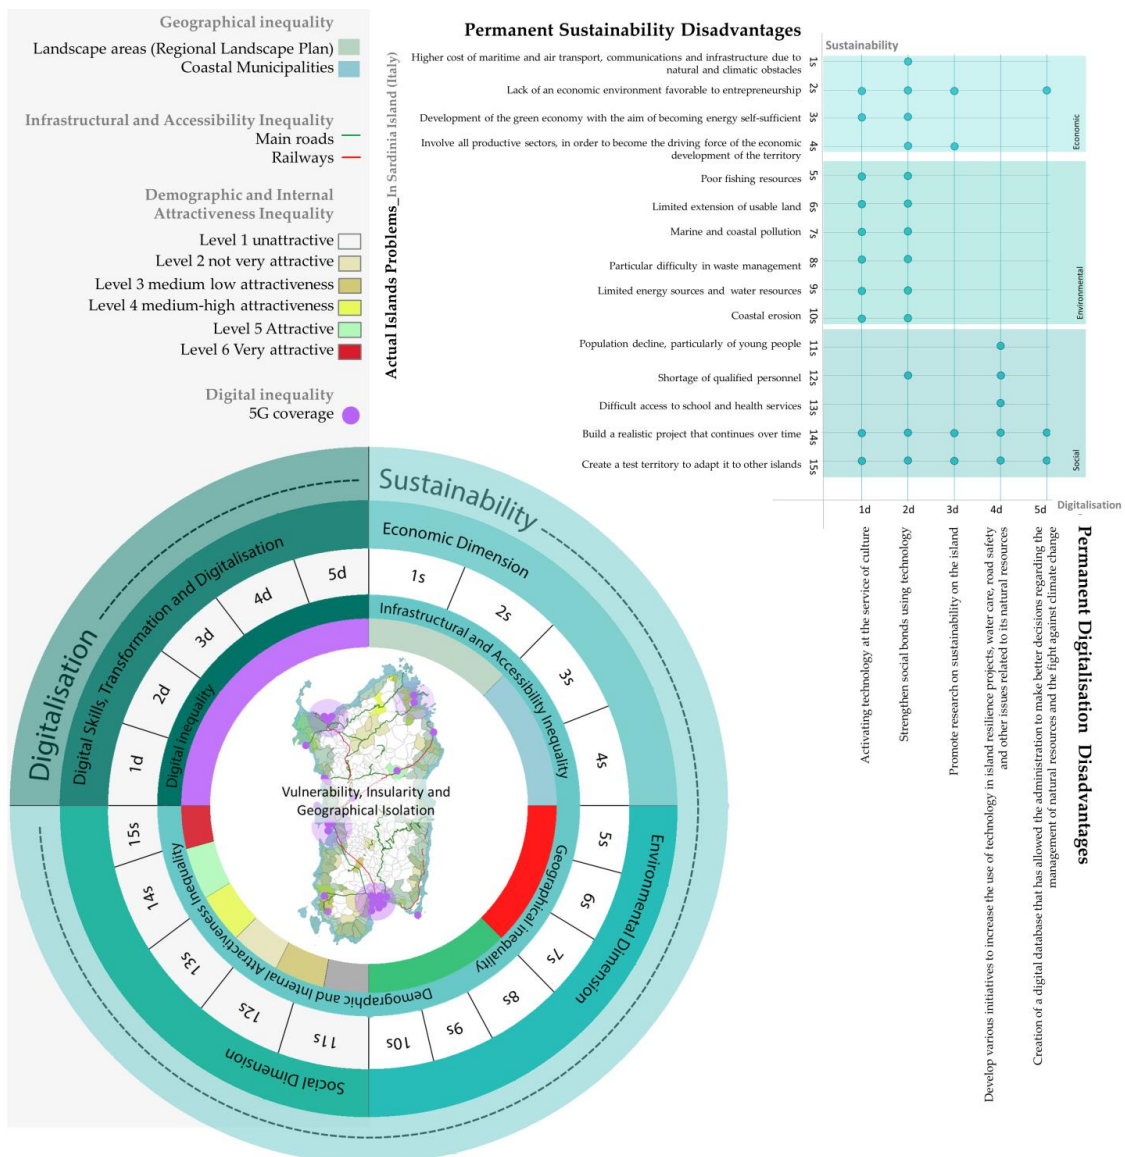 Geographical inequality
Landscape areas (Regional Landscape Plan)
Coastal Municipalities
Infrastructural and Accessibility Inequality
Main roads
Railways
Demographic and Internal
Attractiveness Inequality
Level 1 unattractive
Level 2 not very attractive
Level 3 medium low attractiveness
Level 4 medium-high attractiveness
Level 5 Attractive
Level 6 Very attractive
Digital inequality
5G coverage
Actual Islands Problems_In Sardinia Island (Italy)
Permanent Sustainability Disadvantages
Sustainability
Higher cost of maritime and air transport, communications and infrastructure due to
natural and climatic obstacles
1s
Lack of an economic environment favorable to entrepreneurship
2s
Development of the green economy with the aim of becoming energy self-sufficient
3s
Involve all productive sectors, in order to become the driving force of the economic
development of the territory
4s
Economic
Poor fishing resources
5s
Limited extension of usable land
6s
Marine and coastal pollution
7s
Particular difficulty in waste management
8s
Limited energy sources and water resources
9s
Coastal erosion
10s
Environmental
Population decline, particularly of young people
11s
Shortage of qualified personnel
12s
Difficult access to school and health services
13s
Build a realistic project that continues over time
14s
Create a test territory to adapt it to other islands
15s
Social
Digitalisation
1d
2d
3d
4d
5d
Activating technology at the service of culture
Strengthen social bonds using technology
Promote research on sustainability on the island
Develop various initiatives to increase the use of technology in island resilience projects, water care, road safety
and other issues related to its natural resources
Creation of a digital database that has allowed the administration to make better decisions regarding the
management of natural resources and the fight against climate change
Permanent Digitalisation Disadvantages
Sustainability
Economic Dimension
1s
2s
3s
4s
Infrastructural and Accessibility Inequality
Environmental Dimension
5s
6s
7s
8s
9s
10s
Geographical inequality
Social Dimension
11s
12s
13s
14s
15s
Demographic and Internal Attractiveness Inequality
Digitalisation
Digital Skills, Transformation and Digitalisation
1d
2d
3d
4d
5d
Digital inequality
Vulnerability, Insularity and
Geographical Isolation